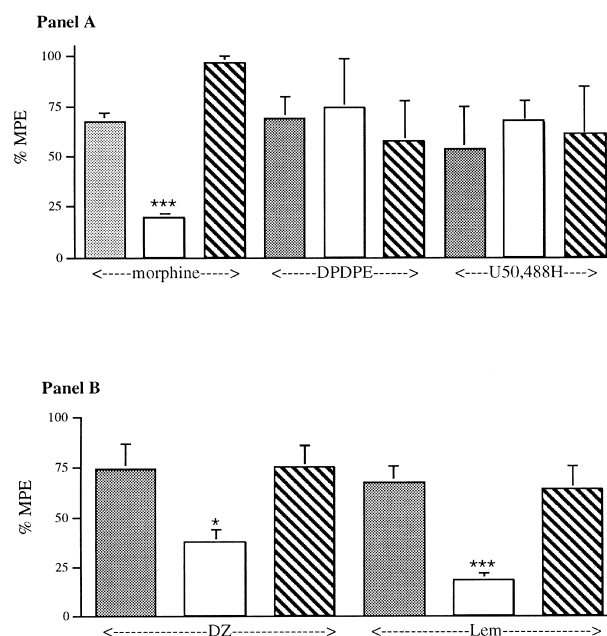 Panel A
100
75
50
25
0
% MPE
***
<-----morphine-----> <------DPDPE------> <----U50,488H---->
Panel B
100
75
50
25
0
% MPE
*
***
<---------------DZ---------------> <---------------Lem--------------->